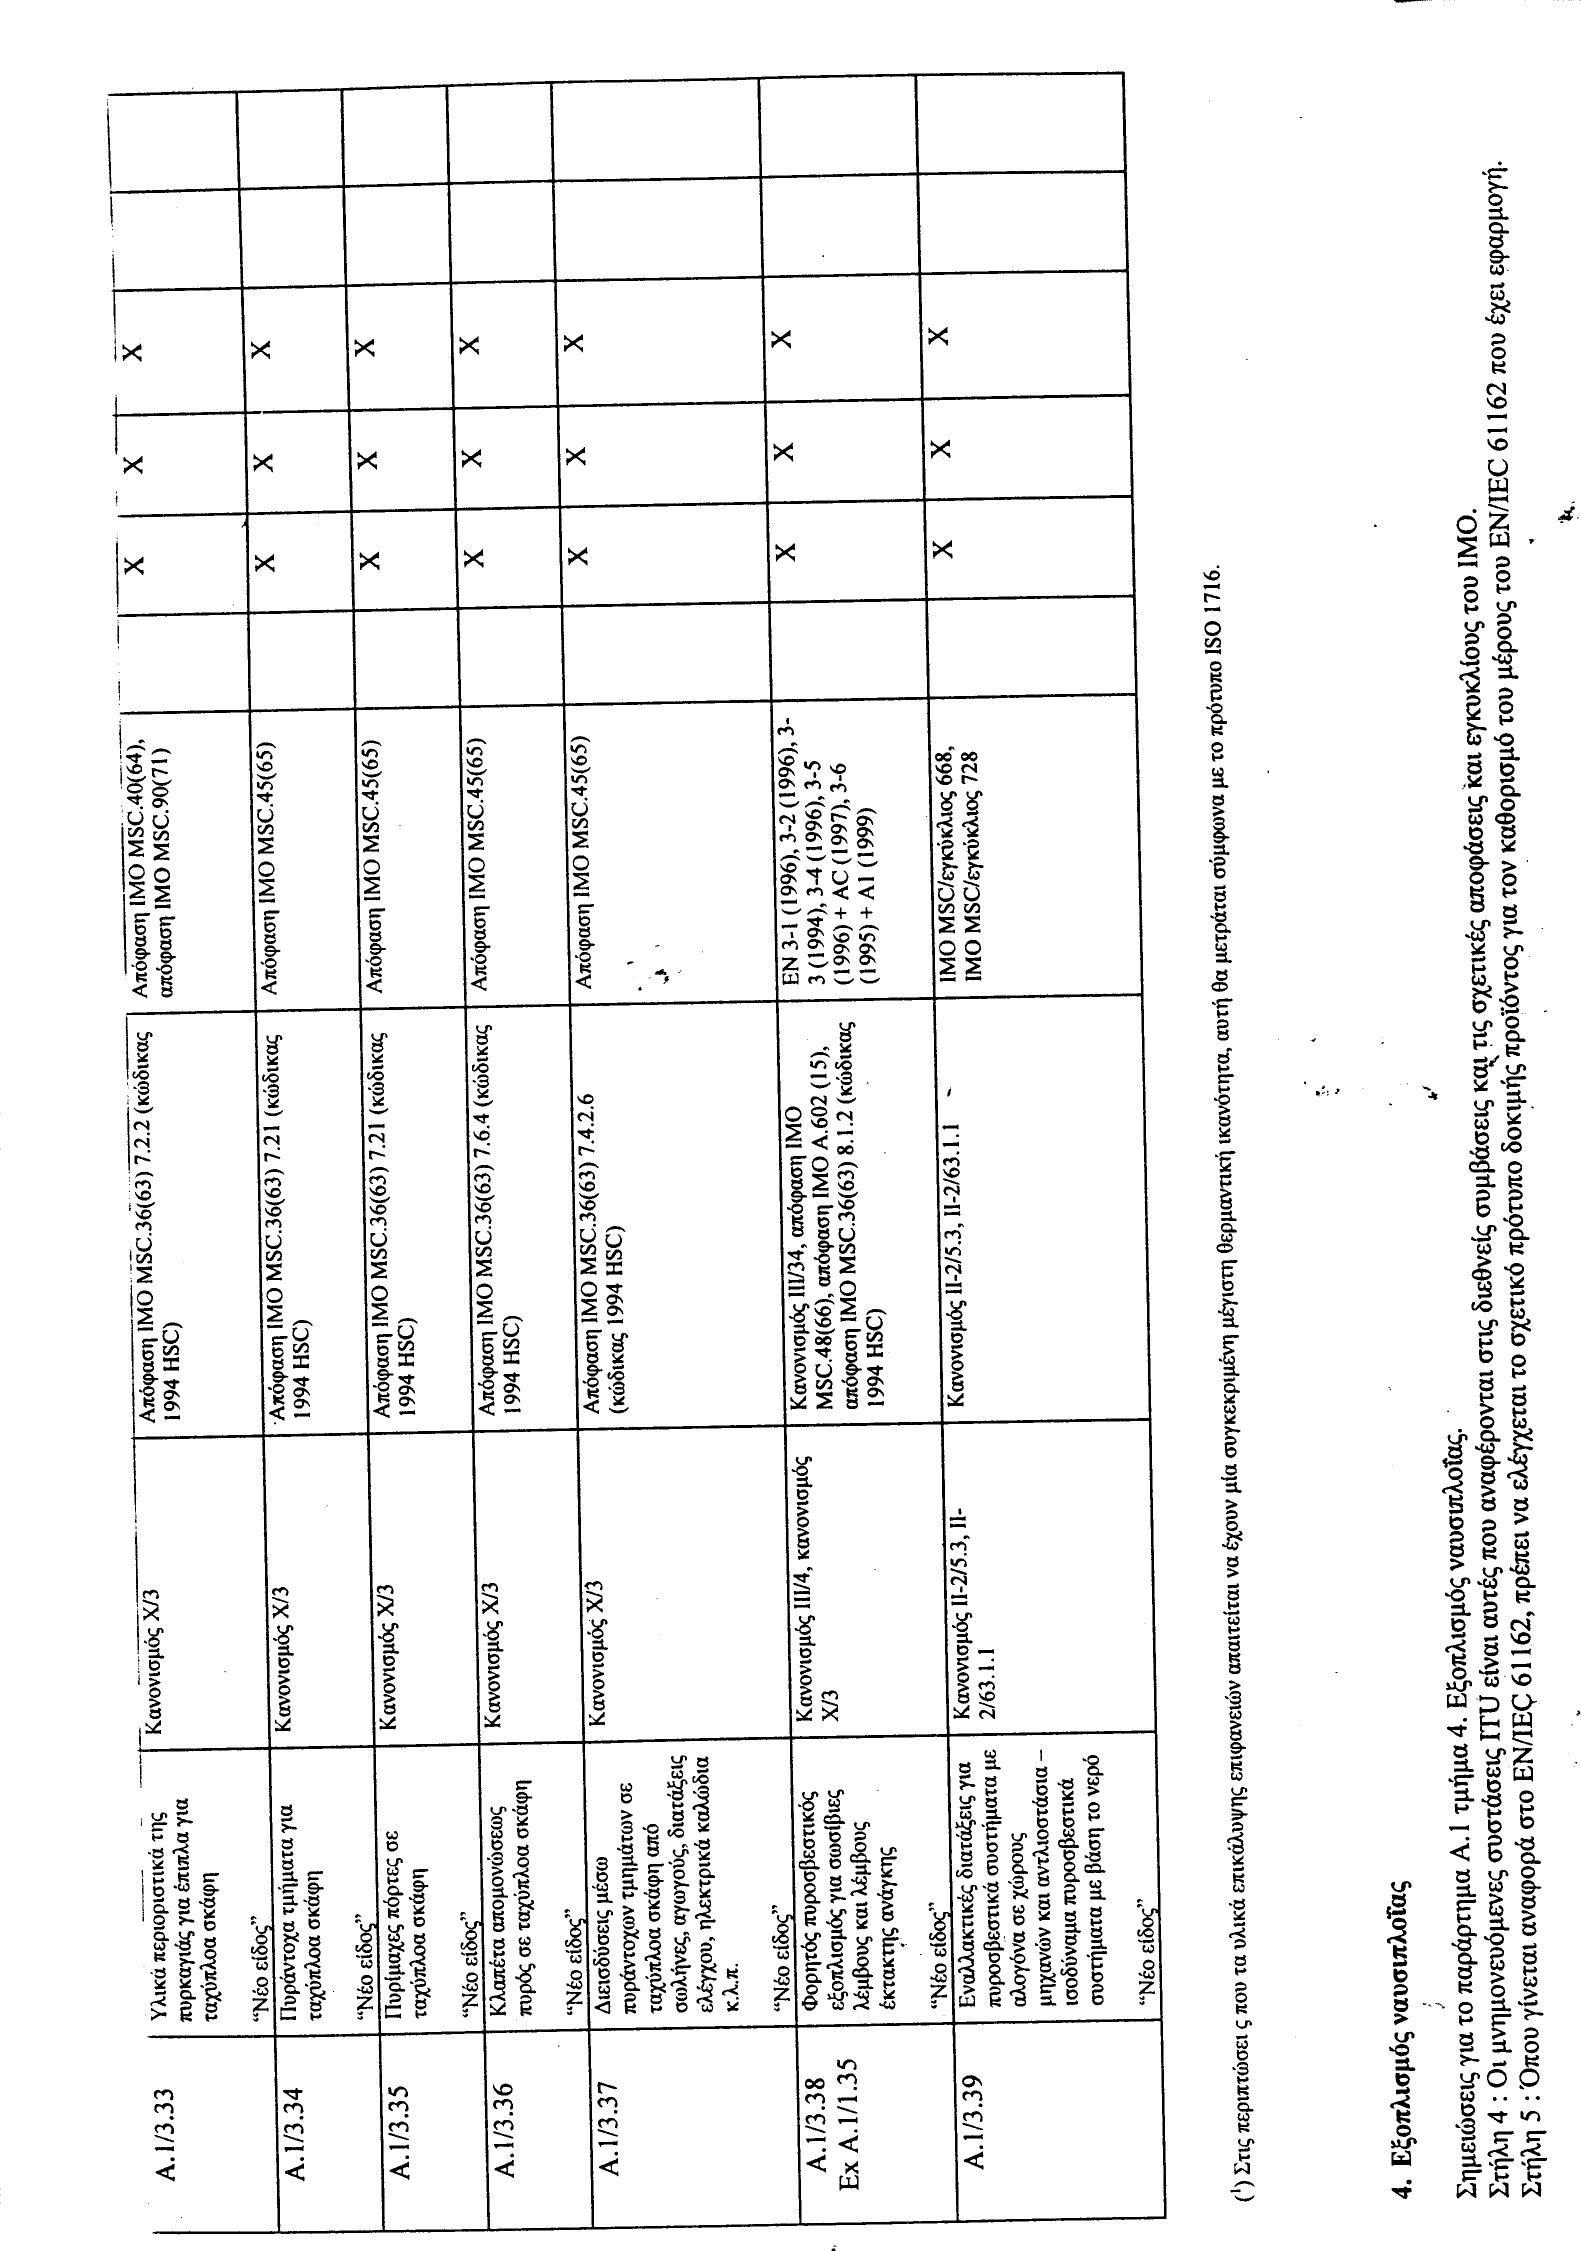 Α.1/3.33
Υλικά περιοριστικά της
πυρκαγιάς για έπιπλα για
ταχύπλοα σκάφη
“Νέο είδος”
Κανονισμός X/3
Απόφαση ΙΜΟ MSC.36(63) 7.2.2 (κώδικας
1994 HSC)
Απόφαση ΙΜΟ MSC.40(64),
απόφαση ΙΜΟ MSC.90(71)
X
X
X
Α.1/3.34
Πυράντοχα τμήματα για
ταχύπλοα σκάφη
“Νέο είδος”
Κανονισμός X/3
Απόφαση ΙΜΟ MSC.36(63) 7.21 (κώδικας
1994 HSC)
Απόφαση ΙΜΟ MSC.45(65)
X
X
X
Α.1/3.35
Πυρίμαχες πόρτες σε
ταχύπλοα σκάφη
“Νέο είδος”
Κανονισμός X/3
Απόφαση ΙΜΟ MSC.36(63) 7.21 (κώδικας
1994 HSC)
Απόφαση ΙΜΟ MSC.45(65)
X
X
X
Α.1/3.36
Κλαπέτα απομονώσεως
πυρός σε ταχύπλοα σκάφη
“Νέο είδος”
Κανονισμός X/3
Απόφαση ΙΜΟ MSC.36(63) 7.6.4 (κώδικας
1994 HSC)
Απόφαση ΙΜΟ MSC.45(65)
X
X
X
Α.1/3.37
Διεισδύσεις μέσω
πυράντοχων τμημάτων σε
ταχύπλοα σκάφη από
σωλήνες, αγωγούς, διατάξεις
ελέγχου, ηλεκτρικά καλώδια
κ.λ.π.
“Νέο είδος”
Κανονισμός X/3
Απόφαση ΙΜΟ MSC.36(63) 7.4.2.6
(κώδικας 1994 HSC)
Απόφαση ΙΜΟ MSC.45(65)
X
X
X
Α.1/3.38
Ex Α.1/1.35
Φορητός πυροσβεστικός
εξοπλισμός για σωσίβιες
λέμβους και λέμβους
έκτακτης ανάγκης
“Νέο είδος”
Κανονισμός III/4, κανονισμός
X/3
Κανονισμός III/34, απόφαση ΙΜΟ
MSC.48(66), απόφαση ΙΜΟ Α.602 (15),
απόφαση ΙΜΟ MSC.36(63) 8.1.2 (κώδικας
1994 HSC)
EN 3-1 (1996), 3-2 (1996), 3-
3 (1994), 3-4 (1996), 3-5
(1996) + AC (1997), 3-6
(1995) + A1 (1999)
X
X
X
Α.1/3.39
Εναλλακτικές διατάξεις για
πυροσβεστικά συστήματα με
αλογόνα σε χώρους
μηχανών και αντλιοστάσια –
ισοδύναμα πυροσβεστικά
συστήματα με βάση το νερό
“Νέο είδος”
Κανονισμός II-2/5.3, II-
2/63.1.1
Κανονισμός II-2/5.3, II-2/63.1.1
ΙΜΟ MSC/εγκύκλιος 668,
ΙΜΟ MSC/εγκύκλιος 728
X
X
X
(¹) Στις περιπτώσει ς που τα υλικά επικάλυψης επιφανειών απαιτείται να έχουν μία συγκεκριμένη μέγιστη θερμαντική ικανότητα, αυτή θα μετράται σύμφωνα με το πρότυπο ISO 1716.
4. Εξοπλισμός ναυσιπλοΐας
Σημειώσεις για το παράρτημα Α.1 τμήμα 4. Εξοπλισμός ναυσιπλοΐας.
Στήλη 4 : Οι μνημονευόμενες συστάσεις ITU είναι αυτές που αναφέρονται στις διεθνείς συμβάσεις και τις σχετικές αποφάσεις και εγκυκλίους του ΙΜΟ.
Στήλη 5 : Όπου γίνεται αναφορά στο EN/IEC 61162, πρέπει να ελέγχεται το σχετικό πρότυπο δοκιμής προϊόντος για τον καθορισμό του μέρους του EN/IEC 61162 που έχει εφαρμογή.